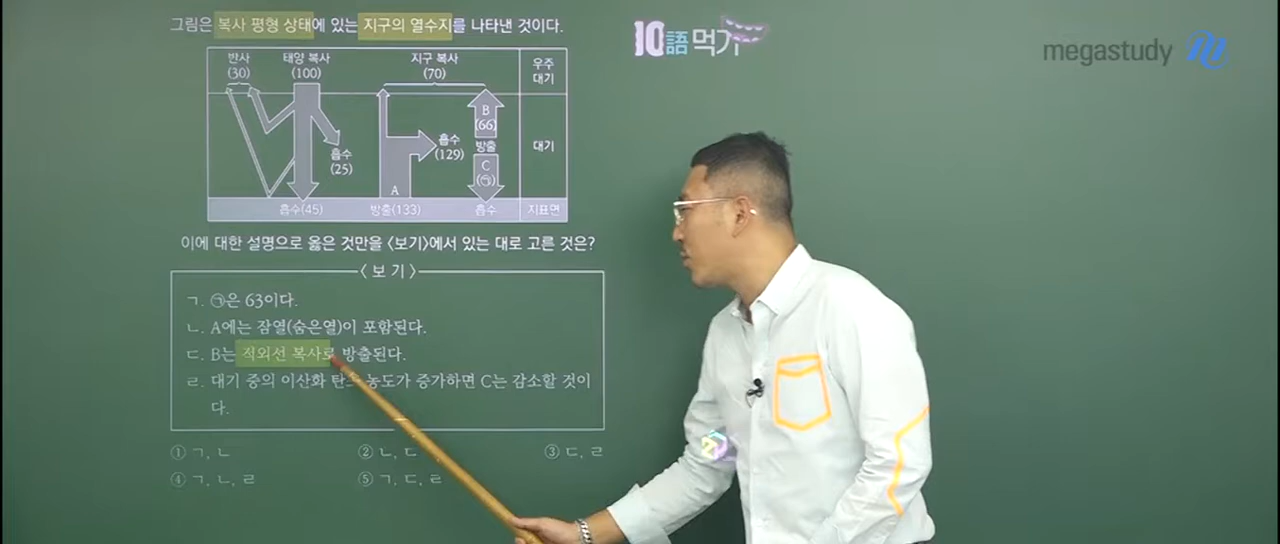 그림은 복사 평형 상태에 있는 지구의 열수지를 나타낸 것이다.
10語 먹기
megastudy
반사 태양 복사 지구 복사 우주
(30) (100) (70) 대기
B
(66)
흡수 방출 대기
(129)
흡수 C
(25) (㉠)
A
흡수(45) 방출(133) 흡수 지표면
이에 대한 설명으로 옳은 것만을 〈보기〉에서 있는 대로 고른 것은?
〈보 기〉
ㄱ. ㉠은 63이다.
ㄴ. A에는 잠열(숨은열)이 포함된다.
ㄷ. B는 적외선 복사로 방출된다.
ㄹ. 대기 중의 이산화 탄소 농도가 증가하면 C는 감소할 것이
다.
① ㄱ, ㄴ ② ㄴ, ㄷ ③ ㄷ, ㄹ
④ ㄱ, ㄴ, ㄹ ⑤ ㄱ, ㄷ, ㄹ